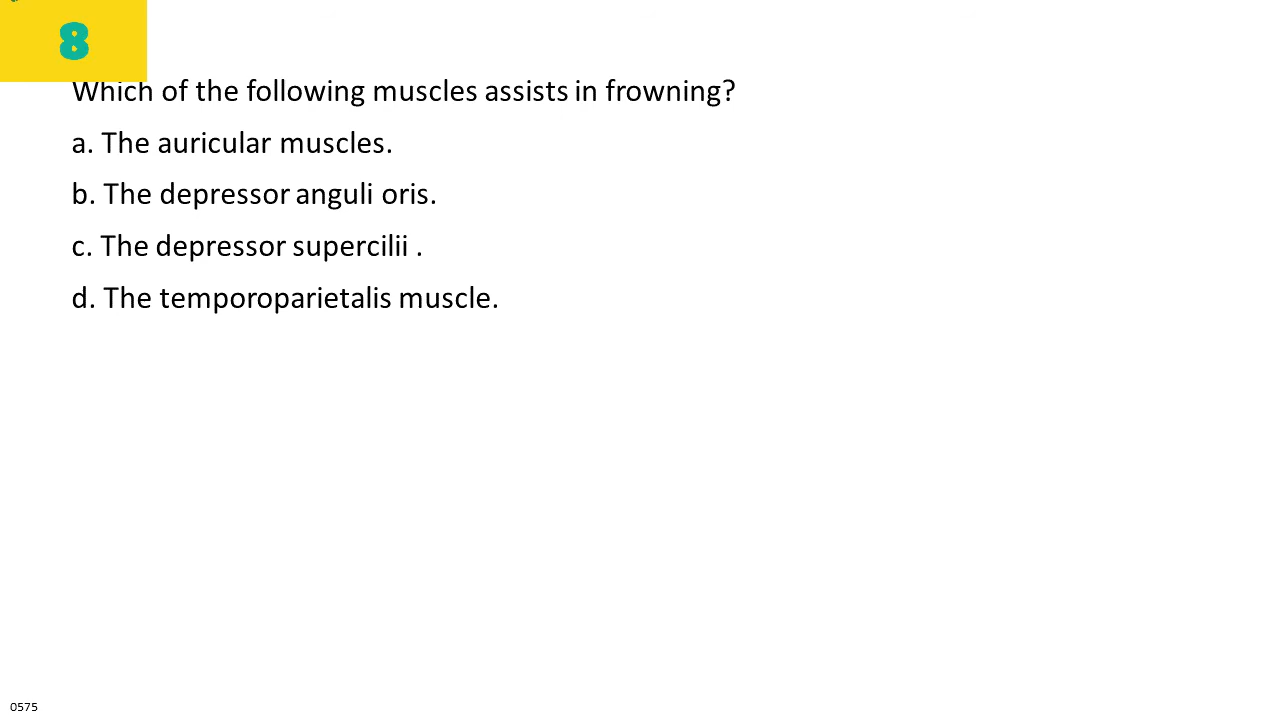 8
Which of the following muscles assists in frowning?
a. The auricular muscles.
b. The depressor anguli oris.
c. The depressor supercilii .
d. The temporoparietalis muscle.
0575